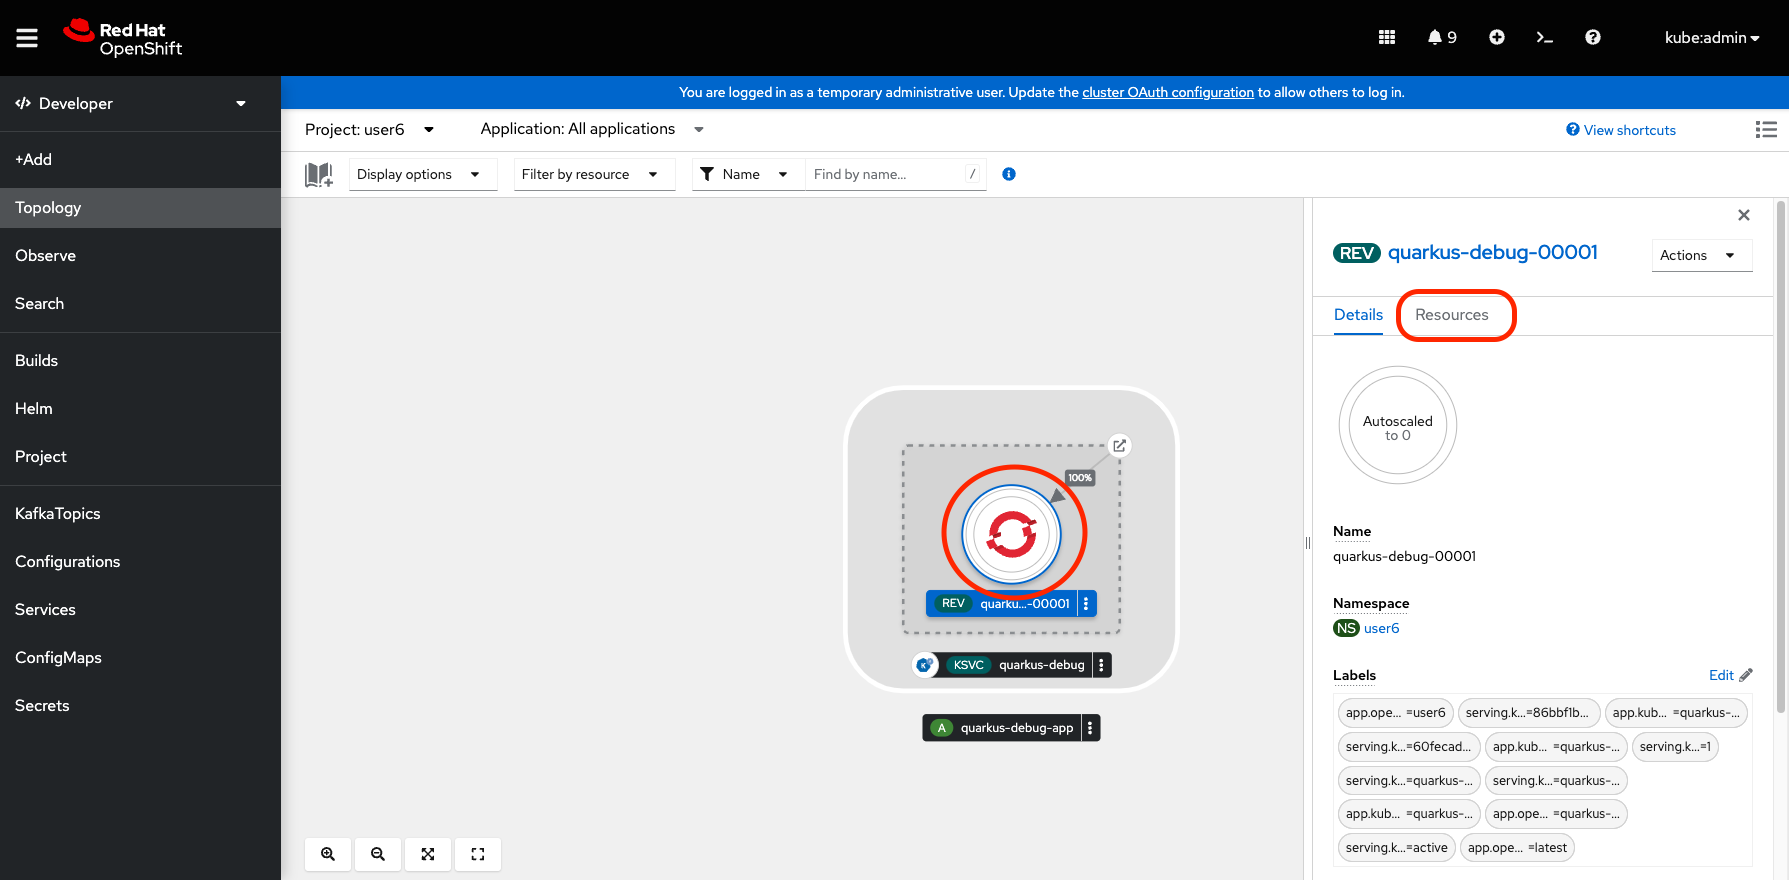 Red Hat
OpenShift
9
kube:admin
Developer
You are logged in as a temporary administrative user. Update the cluster OAuth configuration to allow others to log in.
Project: user6
Application: All applications
View shortcuts
+Add
Display options
Filter by resource
Name
Find by name...
/
Topology
Observe
Search
Builds
Helm
Project
KafkaTopics
Configurations
Services
ConfigMaps
Secrets
100%
REV quarku...-00001
KSVC quarkus-debug
A quarkus-debug-app
REV quarkus-debug-00001
Actions
Details
Resources
Autoscaled
to 0
Name
quarkus-debug-00001
Namespace
NS user6
Labels
Edit
app.ope... =user6
serving.k...=86bbf1b...
app.kub... =quarkus-...
serving.k...=60fecad...
app.kub... =quarkus-...
serving.k...=1
serving.k...=quarkus-...
serving.k...=quarkus-...
app.kub... =quarkus-...
app.ope... =quarkus-...
serving.k...=active
app.ope... =latest